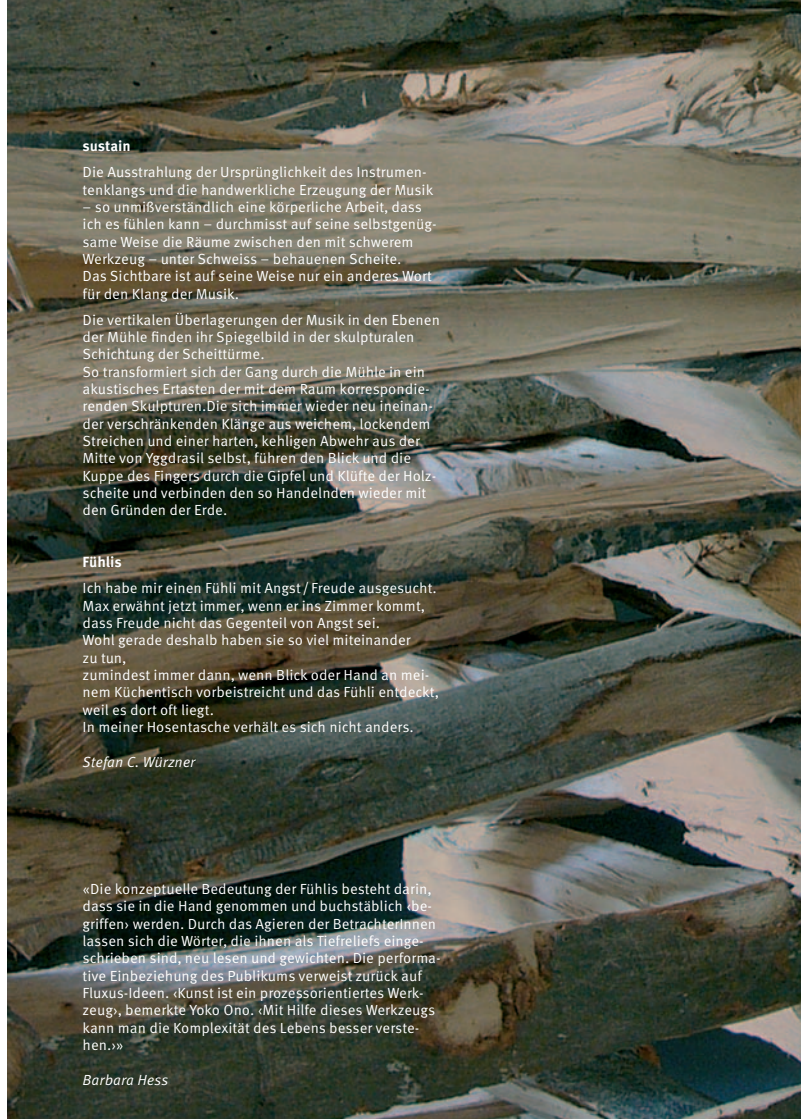 sustain
Die Ausstrahlung der Ursprünglichkeit des Instrumen-
tenklangs und die handwerkliche Erzeugung der Musik
– so unmißverständlich eine körperliche Arbeit, dass
ich es fühlen kann – durchmisst auf seine selbstgenüg-
same Weise die Räume zwischen den mit schwerem
Werkzeug – unter Schweiss – behauenen Scheite.
Das Sichtbare ist auf seine Weise nur ein anderes Wort
für den Klang der Musik.
Die vertikalen Überlagerungen der Musik in den Ebenen
der Mühle finden ihr Spiegelbild in der skulpturalen
Schichtung der Scheittürme.
So transformiert sich der Gang durch die Mühle in ein
akustisches Ertasten der mit dem Raum korrespondie-
renden Skulpturen.Die sich immer wieder neu ineinan-
der verschränkenden Klänge aus weichem, lockendem
Streichen und einer harten, kehligen Abwehr aus der
Mitte von Yggdrasil selbst, führen den Blick und die
Kuppe des Fingers durch die Gipfel und Klüfte der Holz-
scheite und verbinden den so Handelnden wieder mit
den Gründen der Erde.
Fühlis
Ich habe mir einen Fühli mit Angst / Freude ausgesucht.
Max erwähnt jetzt immer, wenn er ins Zimmer kommt,
dass Freude nicht das Gegenteil von Angst sei.
Wohl gerade deshalb haben sie so viel miteinander
zu tun,
zumindest immer dann, wenn Blick oder Hand an mei-
nem Küchentisch vorbeistreicht und das Fühli entdeckt,
weil es dort oft liegt.
In meiner Hosentasche verhält es sich nicht anders.
Stefan C. Würzner
«Die konzeptuelle Bedeutung der Fühlis besteht darin,
dass sie in die Hand genommen und buchstäblich ‹be-
griffen› werden. Durch das Agieren der BetrachterInnen
lassen sich die Wörter, die ihnen als Tiefreliefs einge-
schrieben sind, neu lesen und gewichten. Die performa-
tive Einbeziehung des Publikums verweist zurück auf
Fluxus-Ideen. ‹Kunst ist ein prozessorientiertes Werk-
zeug›, bemerkte Yoko Ono. ‹Mit Hilfe dieses Werkzeugs
kann man die Komplexität des Lebens besser verste-
hen.›»
Barbara Hess